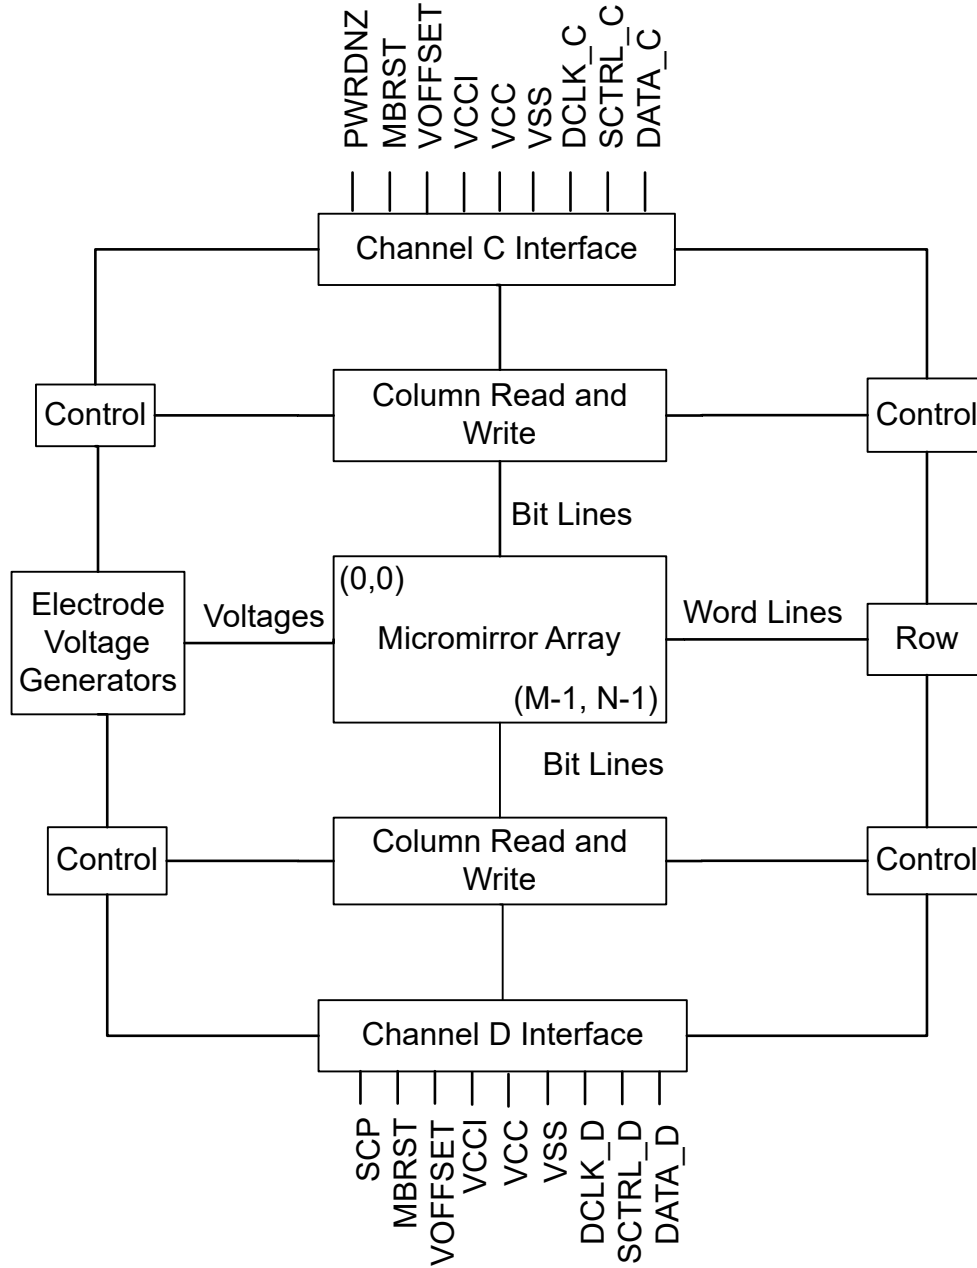 PWRDNZ
MBRST
VOFFSET
VCCI
VCC
VSS
DCLK_C
SCTRL_C
DATA_C
Channel C Interface
Control
Column Read and
Write
Control
Bit Lines
(0,0)
Electrode
Voltage
Generators
Voltages
Micromirror Array
Word Lines
Row
(M-1, N-1)
Bit Lines
Control
Column Read and
Write
Control
Channel D Interface
SCP
MBRST
VOFFSET
VCCI
VCC
VSS
DCLK_D
SCTRL_D
DATA_D